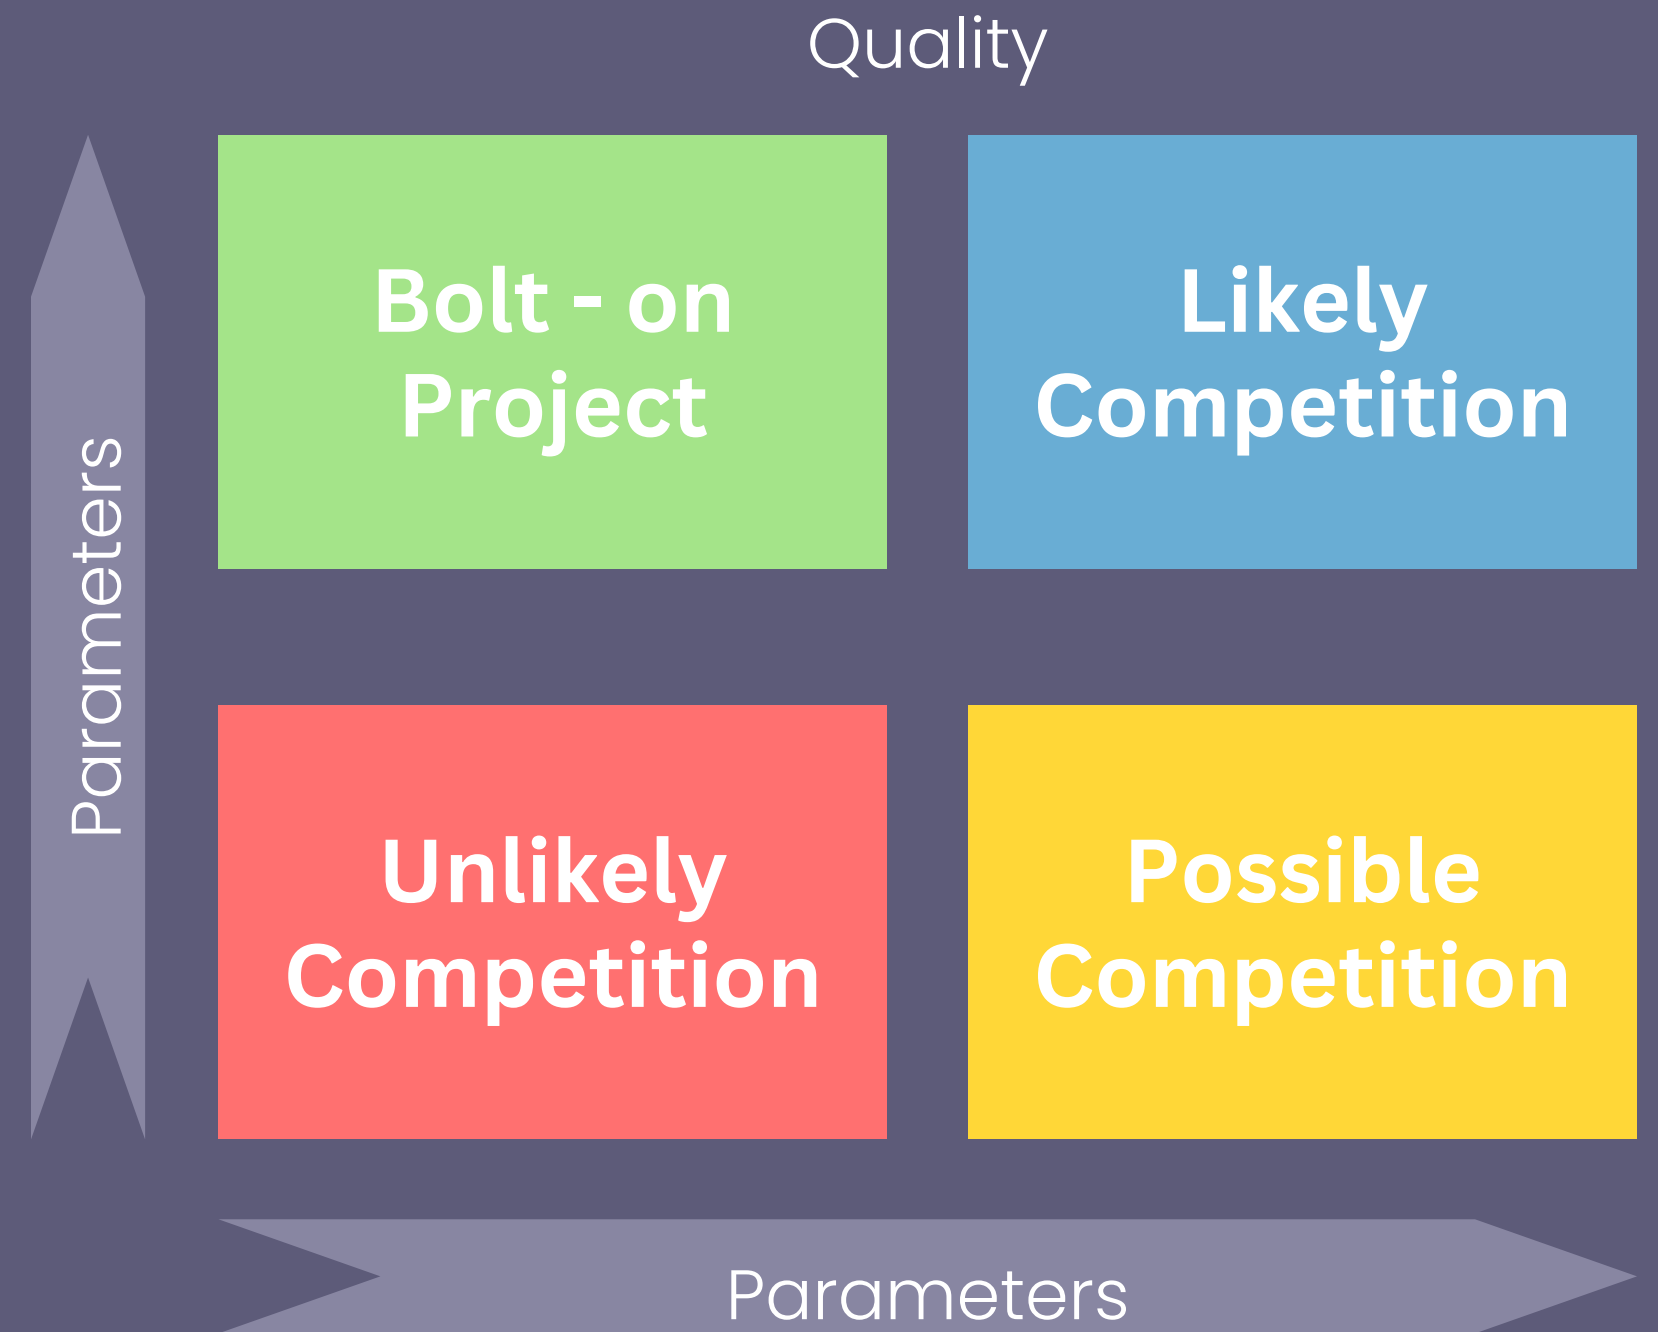 Quality
Bolt - on
Project
Likely
Competition
Parameters
Unlikely
Competition
Possible
Competition
Parameters